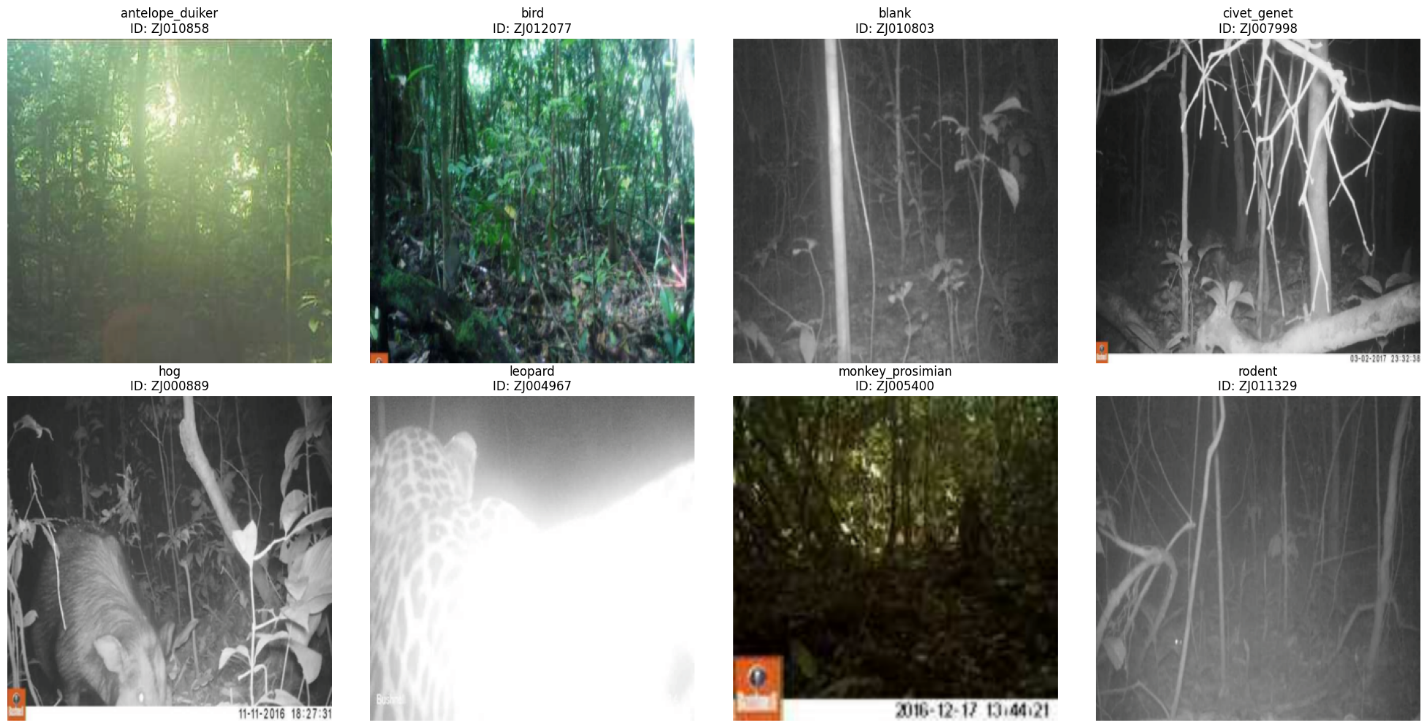 antelope_duiker
ID: ZJ010858
bird
ID: ZJ012077
blank
ID: ZJ010803
civet_genet
ID: ZJ007998
03-02-2017 23:32:38
hog
ID: ZJ000889
leopard
ID: ZJ004967
monkey_prosimian
ID: ZJ005400
rodent
ID: ZJ011329
11-11-2016 18:27:31
Bushnell
2016-12-17 13:44:21